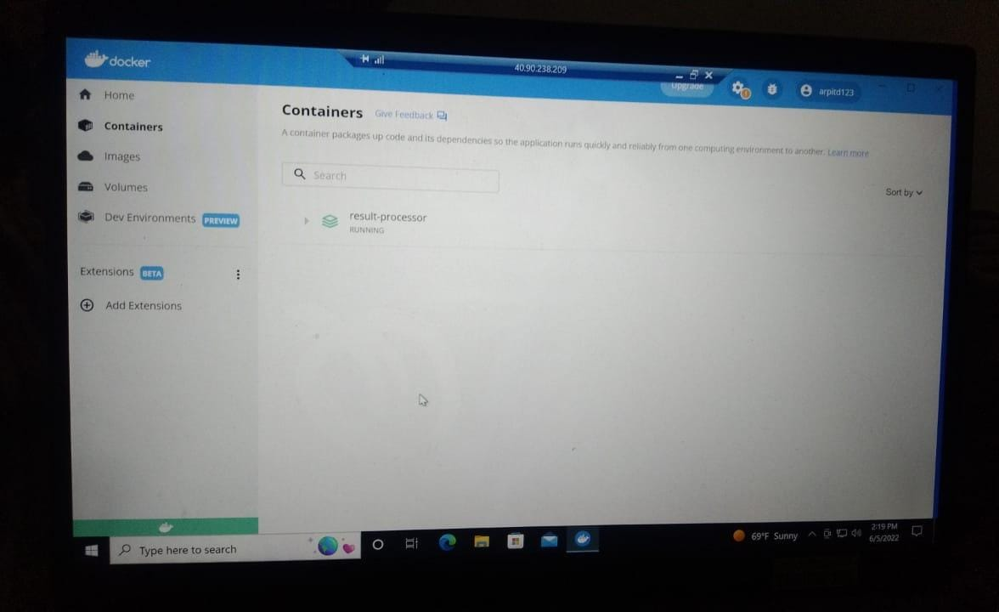 docker
40.90.238.209
Upgrade
arpitd123
Home
Containers
Images
Volumes
Dev Environments PREVIEW
Extensions BETA
Add Extensions
Containers Give Feedback
A container packages up code and its dependencies so the application runs quickly and reliably from one computing environment to another. Learn more
Search
Sort by
result-processor
RUNNING
Type here to search
69°F Sunny
2:19 PM
6/5/2022